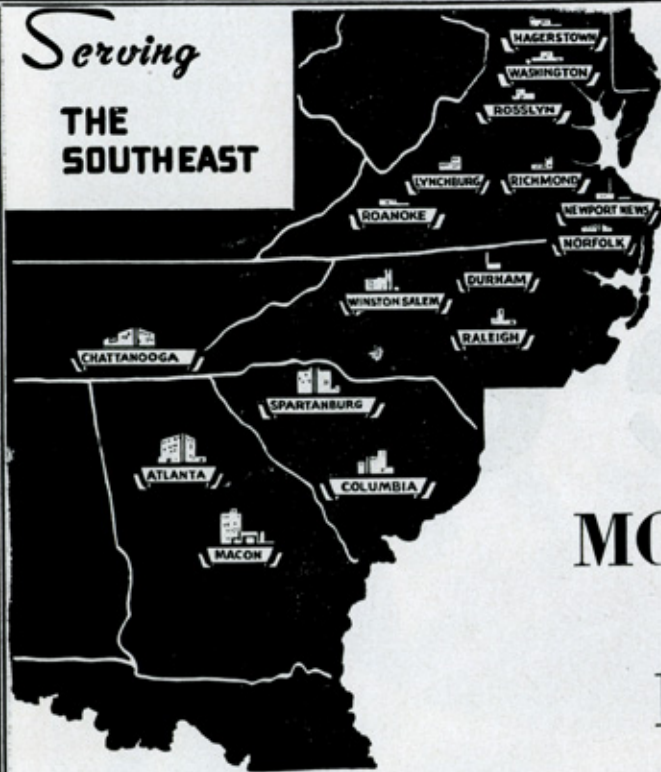 Serving
THE
SOUTHEAST
HAGERSTOWN
WASHINGTON
ROSSLYN
LYNCHBURG
RICHMOND
ROANOKE
NEWPORT NEWS
NORFOLK
DURHAM
WINSTON SALEM
RALEIGH
CHATTANOOGA
SPARTANBURG
ATLANTA
COLUMBIA
MACON